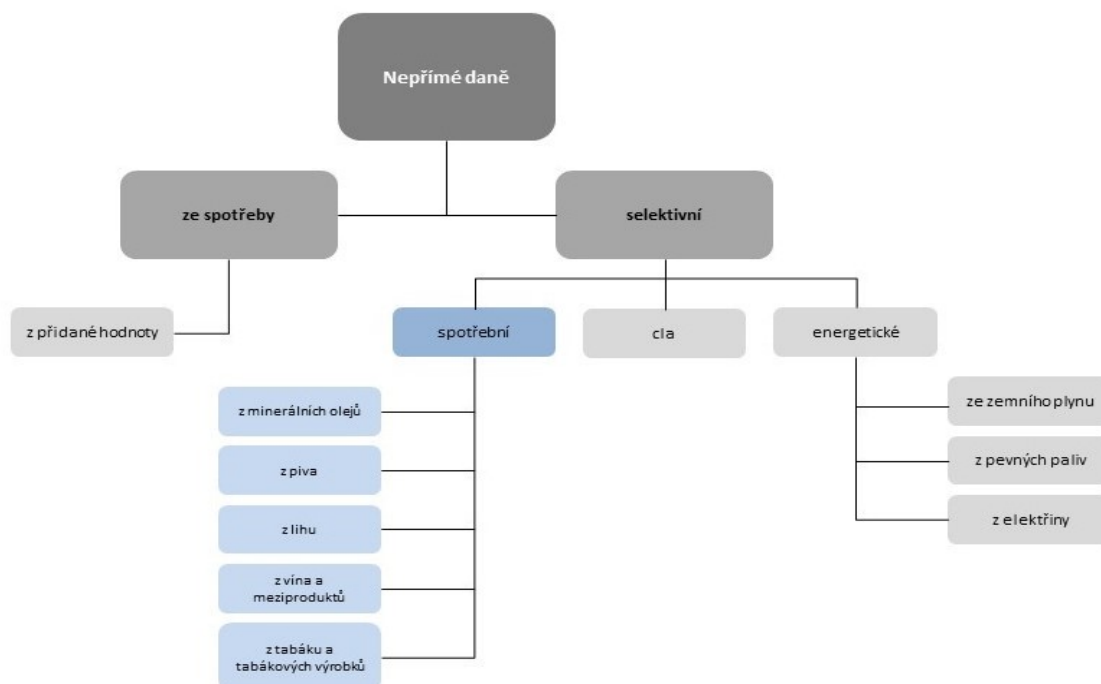 Nepřímé daně
ze spotřeby
selektivní
z přidané hodnoty
spotřební
cla
energetické
z minerálních olejů
z piva
z lihu
z vína a
meziproduktů
z tabáku a
tabákových výrobků
ze zemního plynu
z pevných paliv
z elektřiny